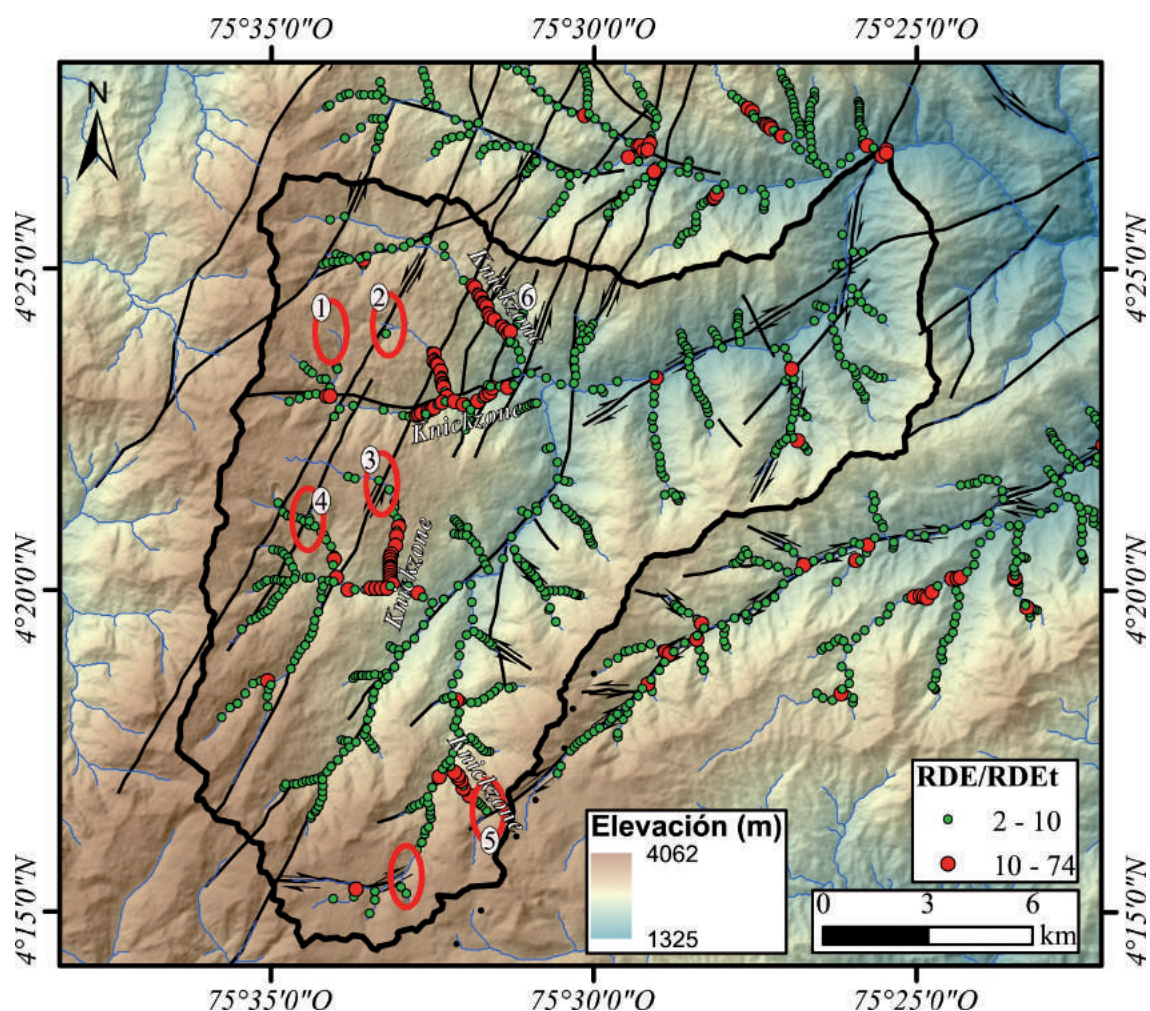 75°35'0"O 75°30'0"O 75°25'0"O
N
4°25'0"N 4°25'0"N
Knickzone
6
1
2
Knickzone
3
4
Knickzone
4°20'0"N 4°20'0"N
Knickzone
5
RDE/RDEt
2 - 10
10 - 74
Elevación (m)
4062
1325
0 3 6
km
4°15'0"N 4°15'0"N
75°35'0"O 75°30'0"O 75°25'0"O